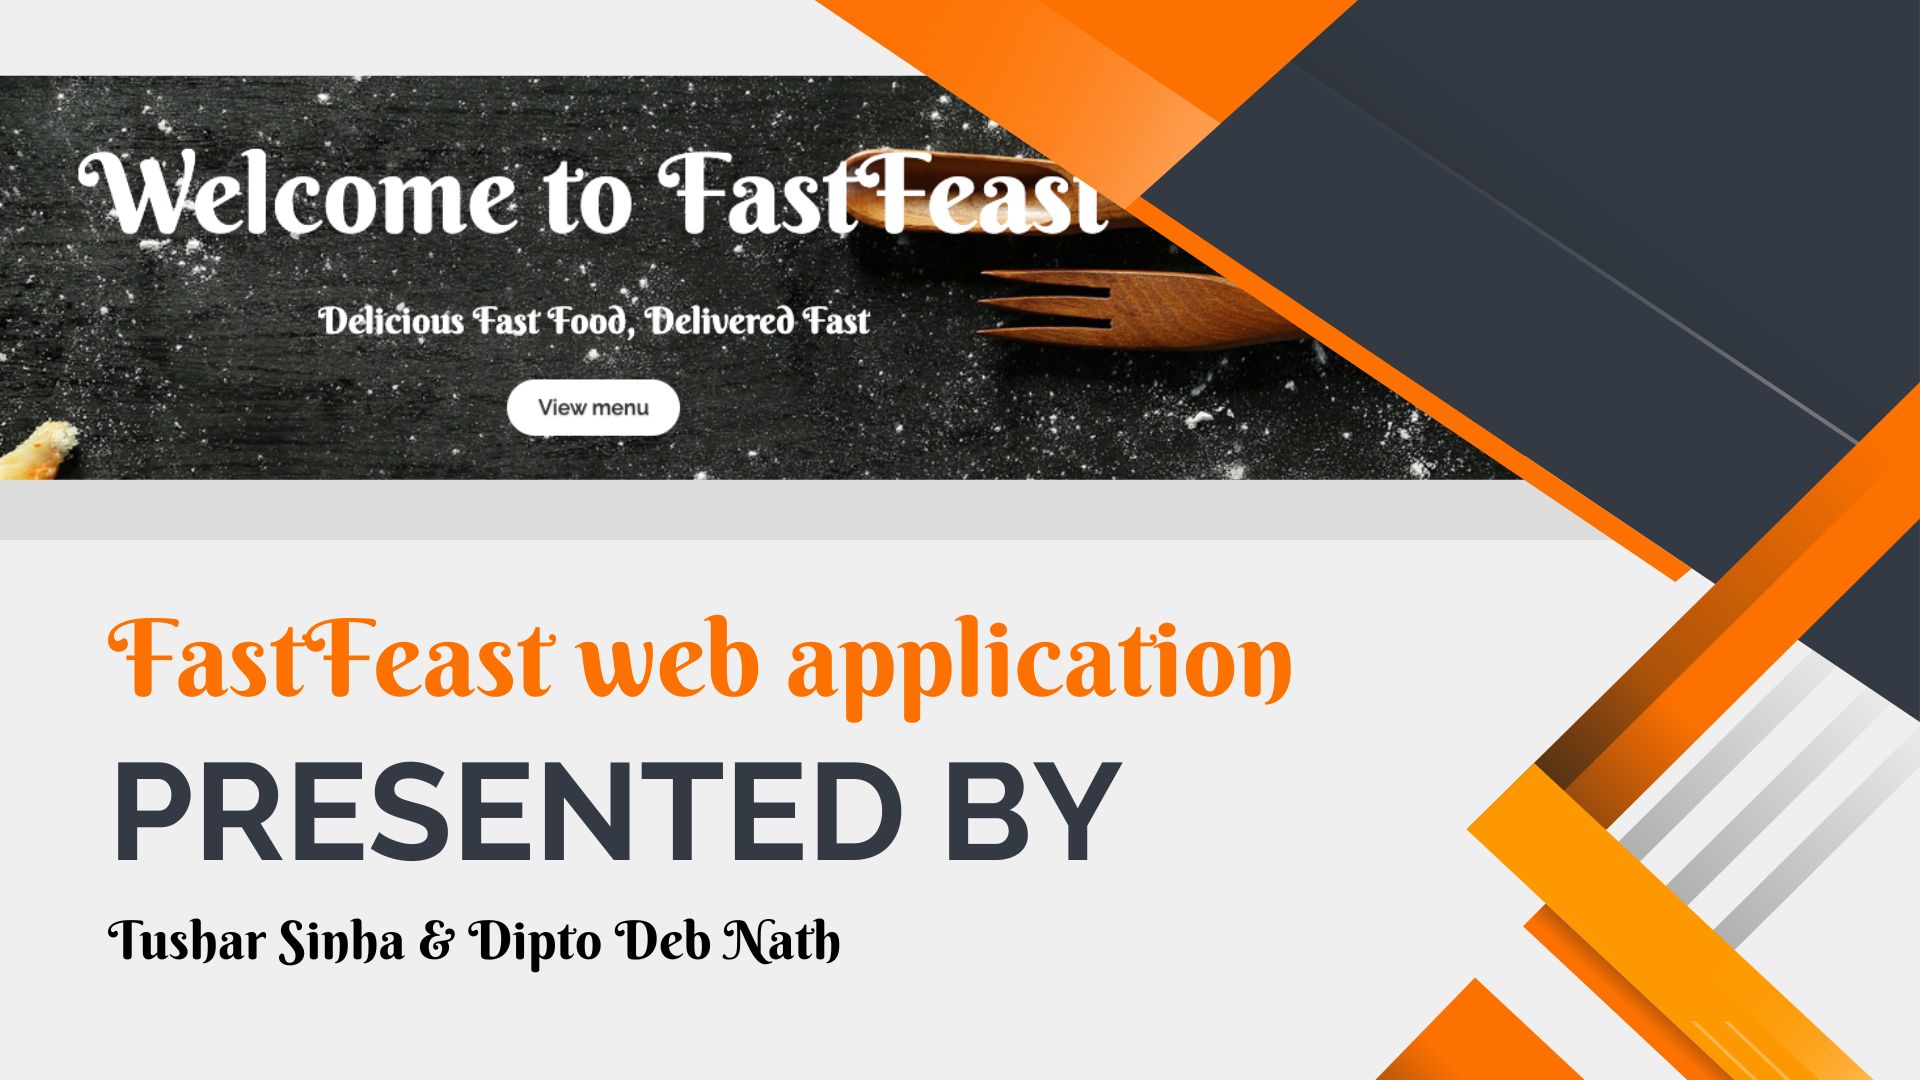 Welcome to FastFeast
Delicious Fast Food, Delivered Fast
View menu
FastFeast web application
PRESENTED BY
Tushar Sinha & Dipto Deb Nath